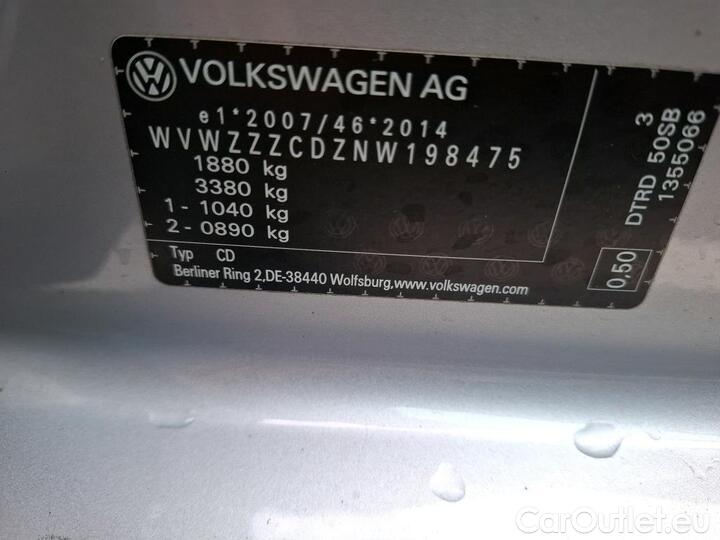 VOLKSWAGEN AG
e1*2007/46*2014
WVWZZZCDZNW198475
1880 kg
3380 kg
1- 1040 kg
2- 0890 kg
Typ CD
Berliner Ring 2,DE-38440 Wolfsburg,www.volkswagen.com
3
DTRD 50SB
1355066
0,50
CarOutlet.eu